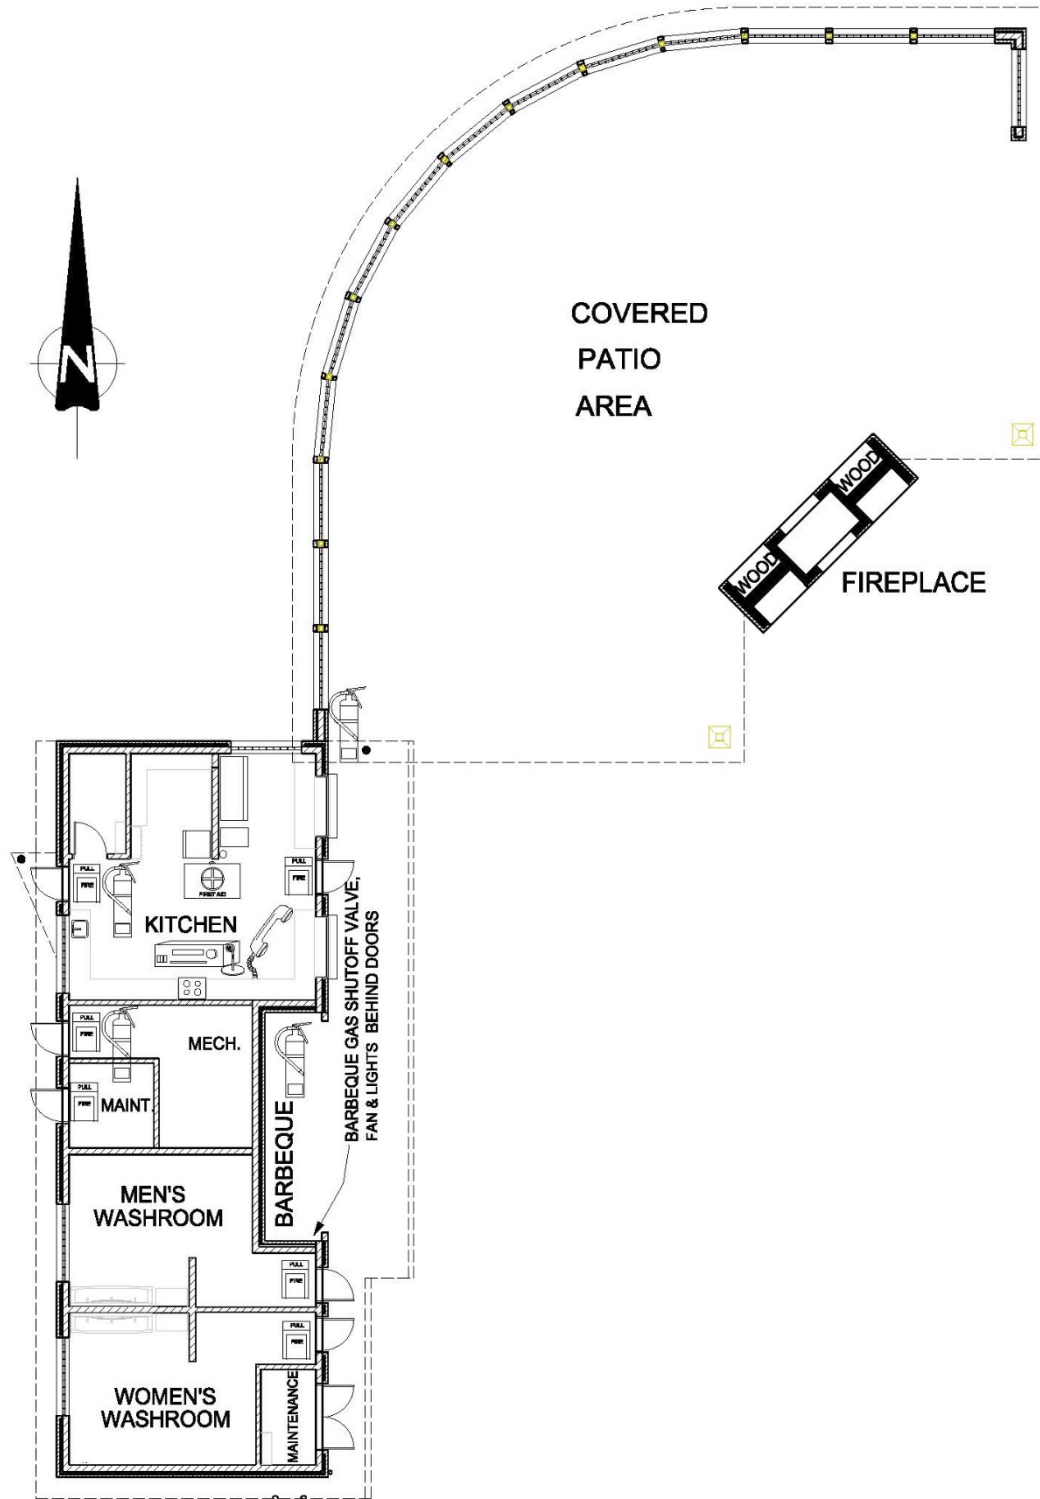 N
COVERED
PATIO
AREA
WOOD
WOOD
FIREPLACE
PULL
FIRE
FIRST AID
PULL
FIRE
KITCHEN
BARBEQUE GAS SHUTOFF VALVE,
FAN & LIGHTS BEHIND DOORS
PULL
FIRE
MECH.
PULL
FIRE
MAINT.
BARBEQUE
MEN'S
WASHROOM
PULL
FIRE
PULL
FIRE
WOMEN'S
WASHROOM
MAINTENANCE